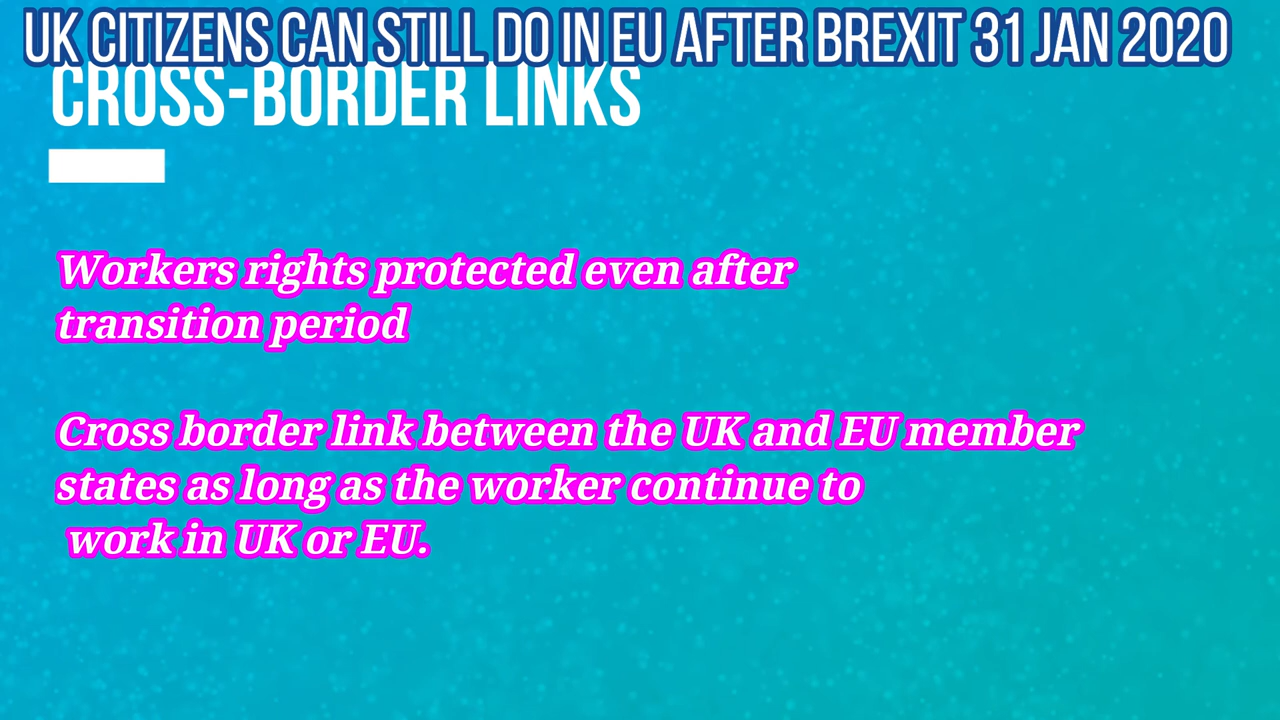 UK CITIZENS CAN STILL DO IN EU AFTER BREXIT 31 JAN 2020
CROSS-BORDER LINKS
Workers rights protected even after
transition period
Cross border link between the UK and EU member
states as long as the worker continue to
work in UK or EU.